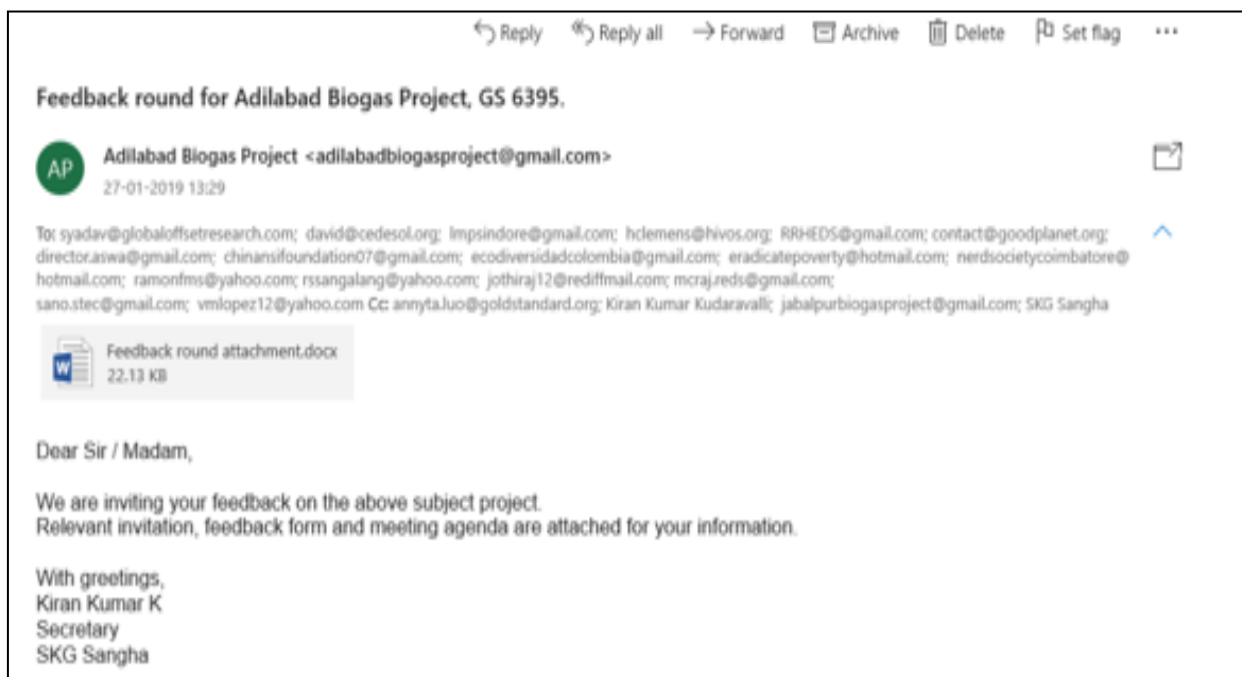 Reply Reply all Forward Archive Delete Set flag ...
Feedback round for Adilabad Biogas Project, GS 6395.
AP
Adilabad Biogas Project <adilabadbiogasproject@gmail.com>
27-01-2019 13:29
To: syadav@globaloffsetresearch.com; david@cedesol.org; lmpsindore@gmail.com; hclemens@hivos.org; RRHEDS@gmail.com; contact@goodplanet.org;
director.aswa@gmail.com; chinansifoundation07@gmail.com; ecodiversidadcolombia@gmail.com; eradicatepoverty@hotmail.com; nerdsocietycoimbatore@
hotmail.com; ramonfms@yahoo.com; rssangalang@yahoo.com; jothiraj12@rediffmail.com; mcraj.reds@gmail.com;
sano.stec@gmail.com; vmlopez12@yahoo.com Cc: annyta.luo@goldstandard.org; Kiran Kumar Kudaravalli; jabalpurbiogasproject@gmail.com; SKG Sangha
Feedback round attachment.docx
W
22.13 KB
Dear Sir / Madam,
We are inviting your feedback on the above subject project.
Relevant invitation, feedback form and meeting agenda are attached for your information.
With greetings,
Kiran Kumar K
Secretary
SKG Sangha